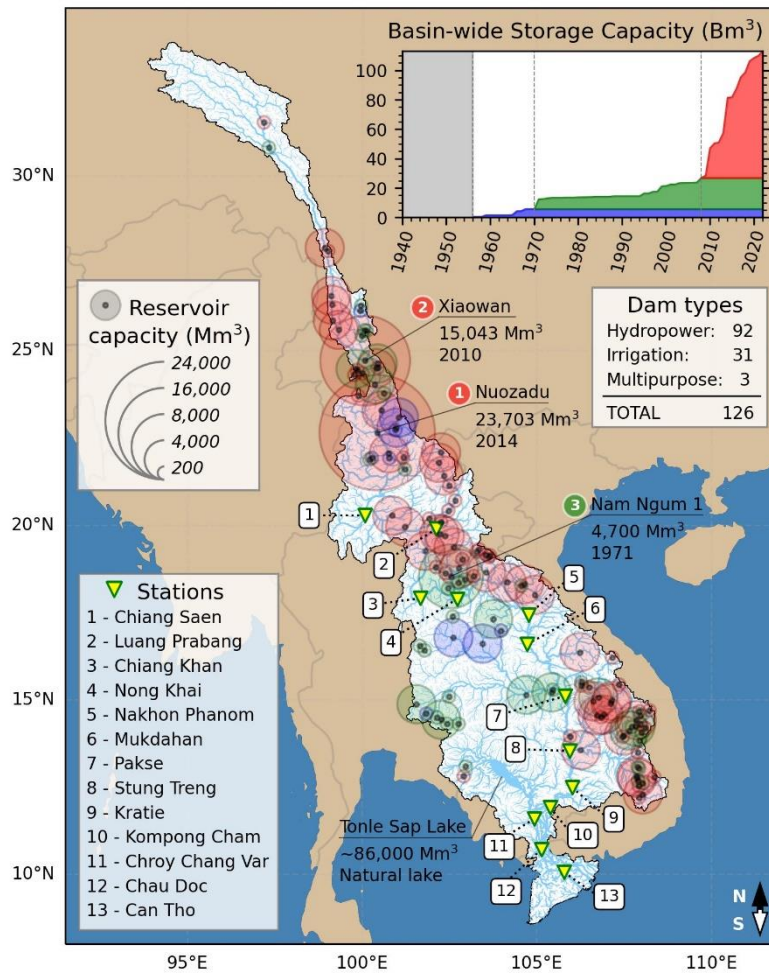 Basin-wide Storage Capacity (Bm³)
100
80
60
40
20
0
1940
1950
1960
1970
1980
1990
2000
2010
2020
30°N
25°N
20°N
15°N
10°N
Reservoir
capacity (Mm³)
24,000
16,000
8,000
4,000
200
2 Xiaowan
15,043 Mm³
2010
1 Nuozadu
23,703 Mm³
2014
Dam types
Hydropower: 92
Irrigation: 31
Multipurpose: 3
TOTAL 126
3 Nam Ngum 1
4,700 Mm³
1971
1
2
3
4
5
6
7
8
9
10
11
12
13
Stations
1 - Chiang Saen
2 - Luang Prabang
3 - Chiang Khan
4 - Nong Khai
5 - Nakhon Phanom
6 - Mukdahan
7 - Pakse
8 - Stung Treng
9 - Kratie
10 - Kompong Cham
11 - Chroy Chang Var
12 - Chau Doc
13 - Can Tho
Tonle Sap Lake
~86,000 Mm³
Natural lake
N
S
95°E
100°E
105°E
110°E